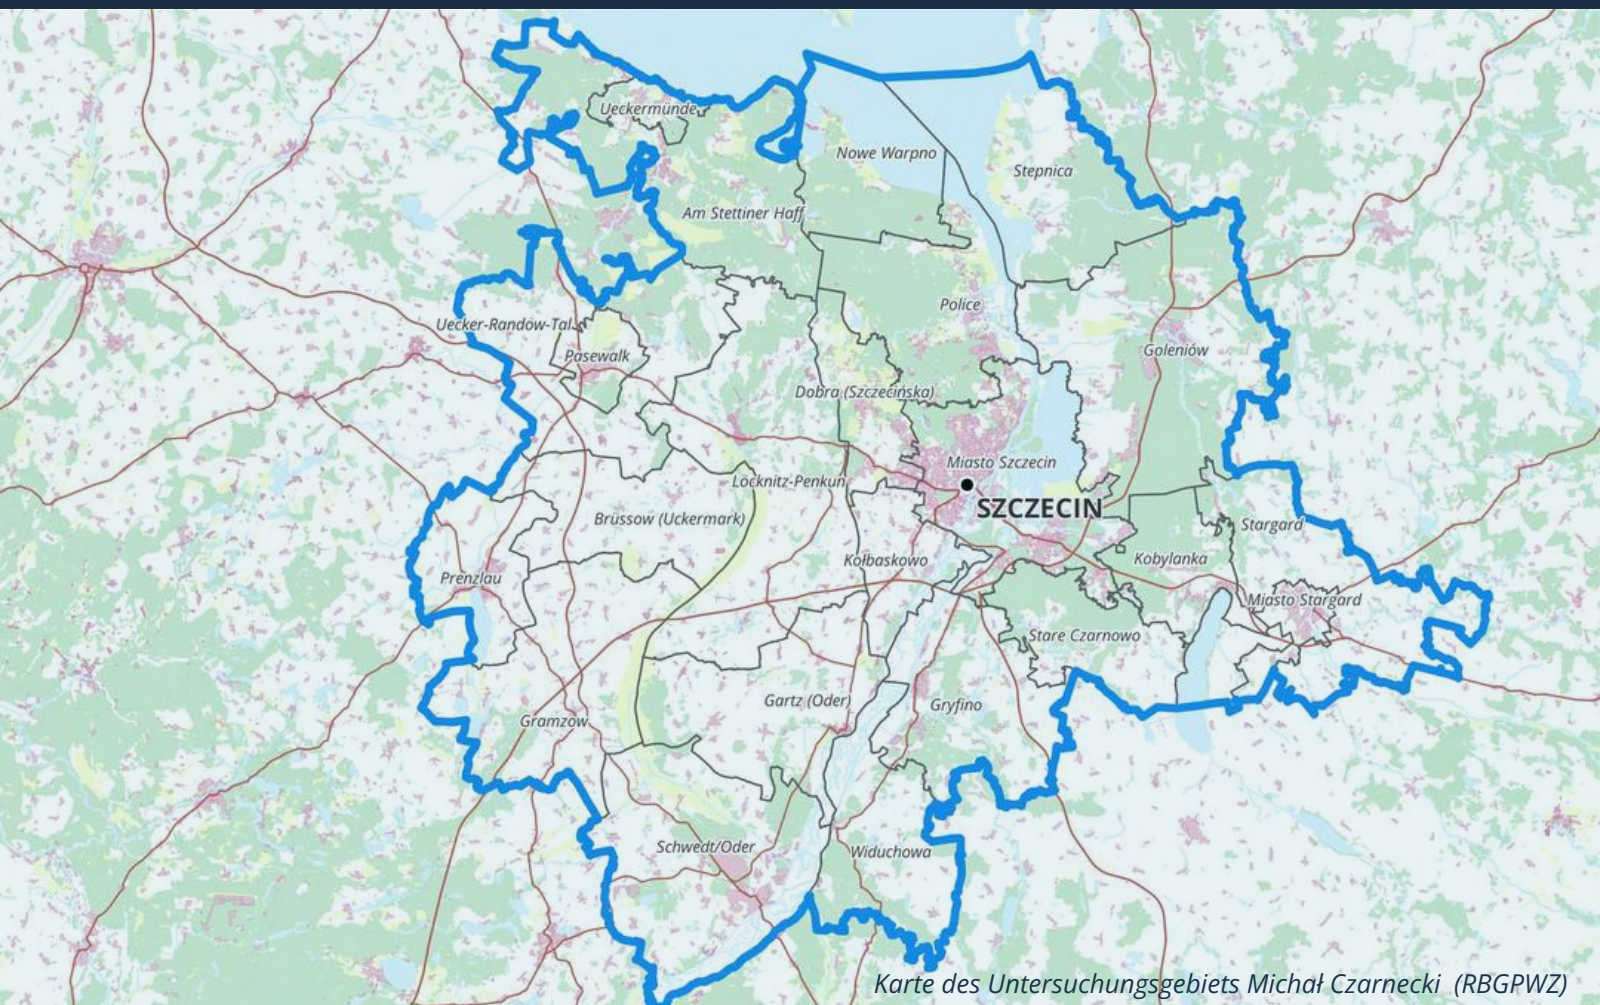 Ueckermünde
Nowe Warpno
Stepnica
Am Stettiner Haff
Police
Uecker-Randow-Tal
Pasewalk
Goleniów
Dobra (Szczecińska)
Miasto Szczecin
Löcknitz-Penkun
SZCZECIN
Brüssow (Uckermark)
Stargard
Kołbaskowo
Kobylanka
Prenzlau
Miasto Stargard
Stare Czarnowo
Gartz (Oder)
Gryfino
Gramzow
Schwedt/Oder
Widuchowa
Karte des Untersuchungsgebiets Michał Czarnecki (RBGPWZ)